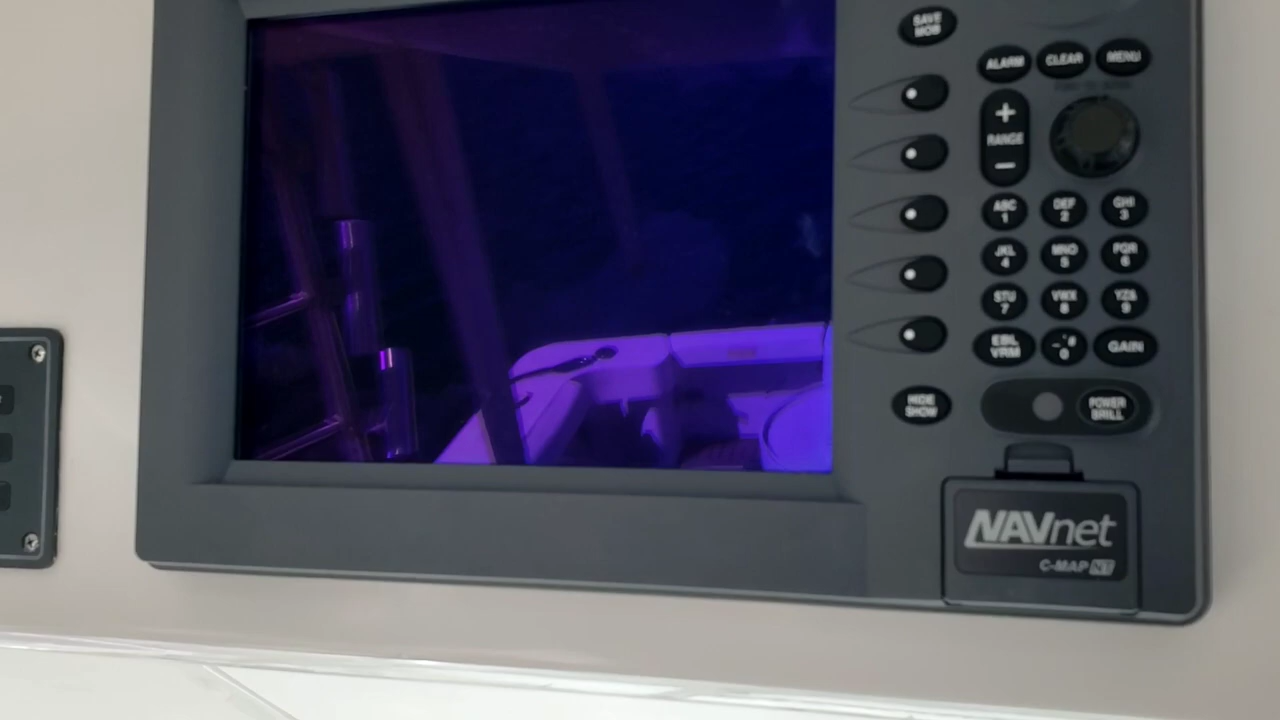 SAVE
MOB
ALARM
CLEAR
MENU
+
RANGE
−
ABC
1
DEF
2
GHI
3
JKL
4
MNO
5
PQR
6
STU
7
VWX
8
YZ&
9
EBL
VRM
0
GAIN
HIDE
SHOW
POWER
BRILL
NAVnet
C-MAP NT